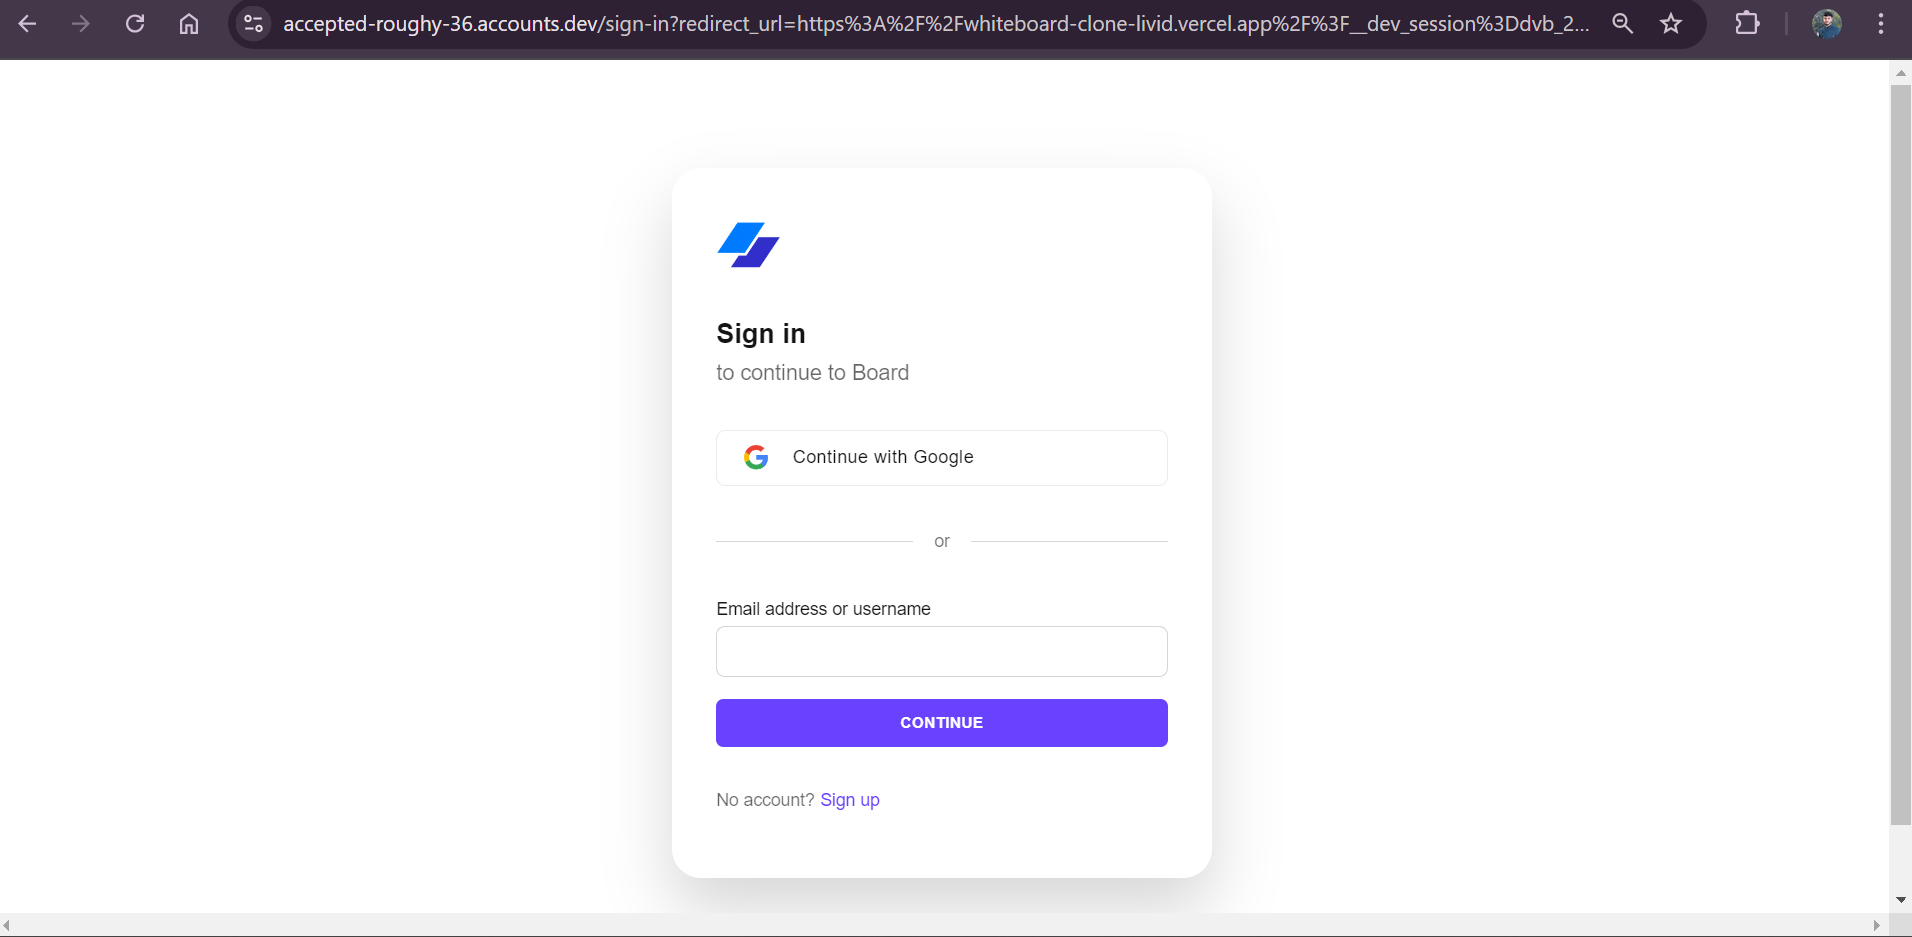 accepted-roughy-36.accounts.dev/sign-in?redirect_url=https%3A%2F%2Fwhiteboard-clone-livid.vercel.app%2F%3F__dev_session%3Ddvb_2...
Sign in
to continue to Board
Continue with Google
or
Email address or username
CONTINUE
No account? Sign up